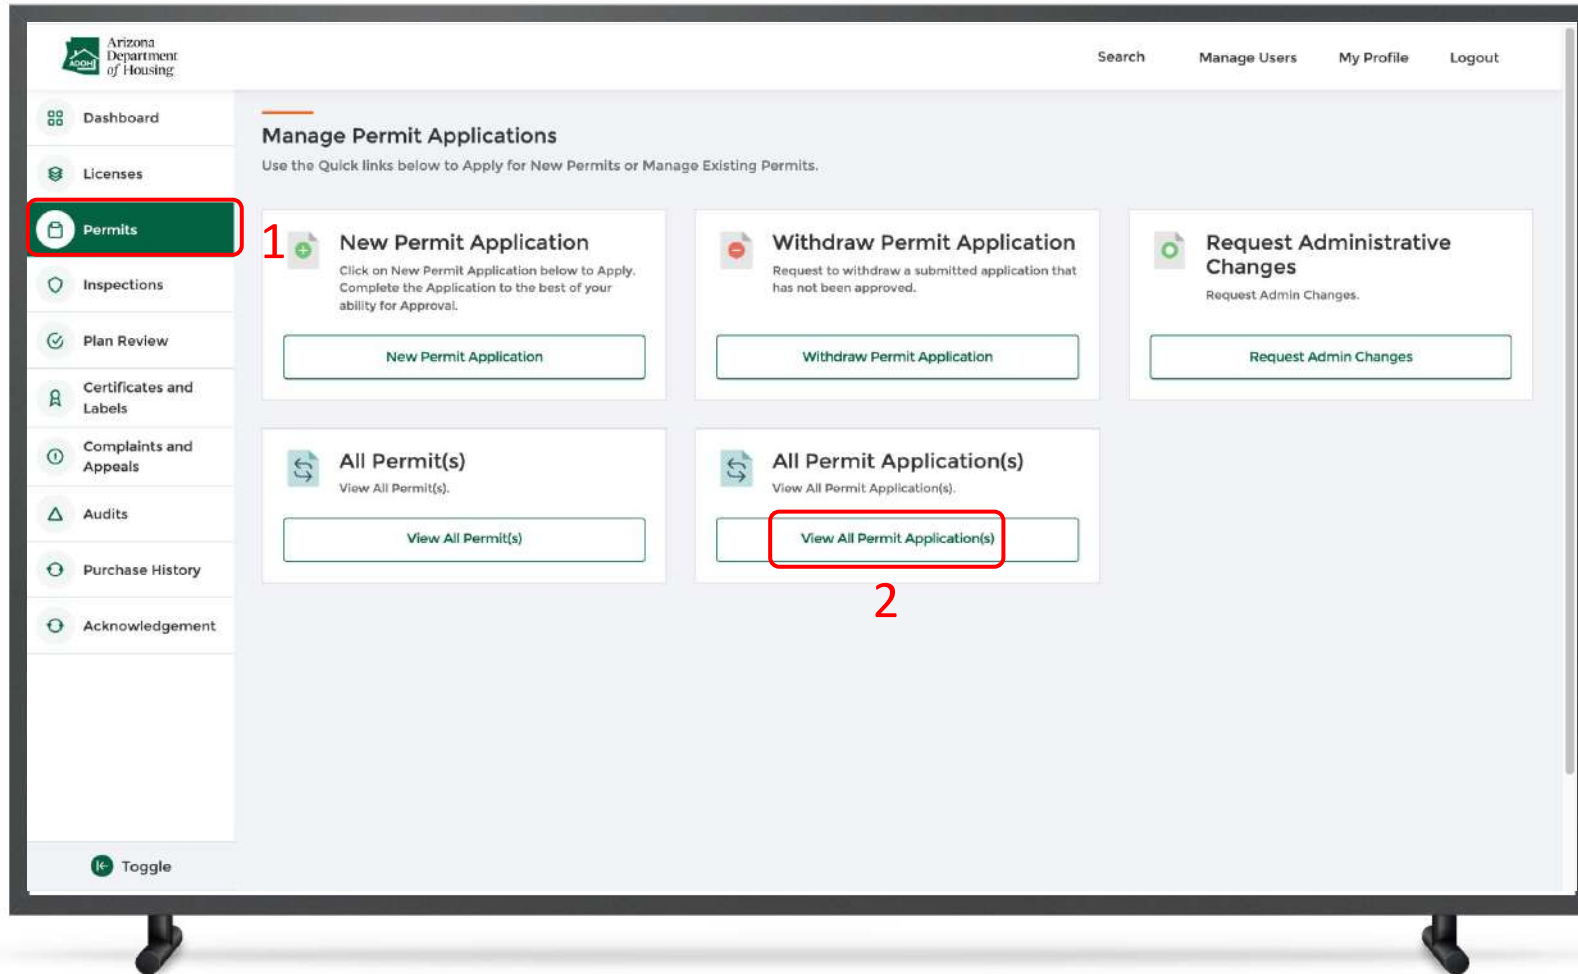 Arizona
Department
of Housing
ADOH
Search
Manage Users
My Profile
Logout
Dashboard
Licenses
Permits
Inspections
Plan Review
Certificates and
Labels
Complaints and
Appeals
Audits
Purchase History
Acknowledgement
Toggle
Manage Permit Applications
Use the Quick links below to Apply for New Permits or Manage Existing Permits.
1
New Permit Application
Click on New Permit Application below to Apply.
Complete the Application to the best of your
ability for Approval.
New Permit Application
Withdraw Permit Application
Request to withdraw a submitted application that
has not been approved.
Withdraw Permit Application
Request Administrative
Changes
Request Admin Changes.
Request Admin Changes
All Permit(s)
View All Permit(s).
View All Permit(s)
All Permit Application(s)
View All Permit Application(s).
View All Permit Application(s)
2